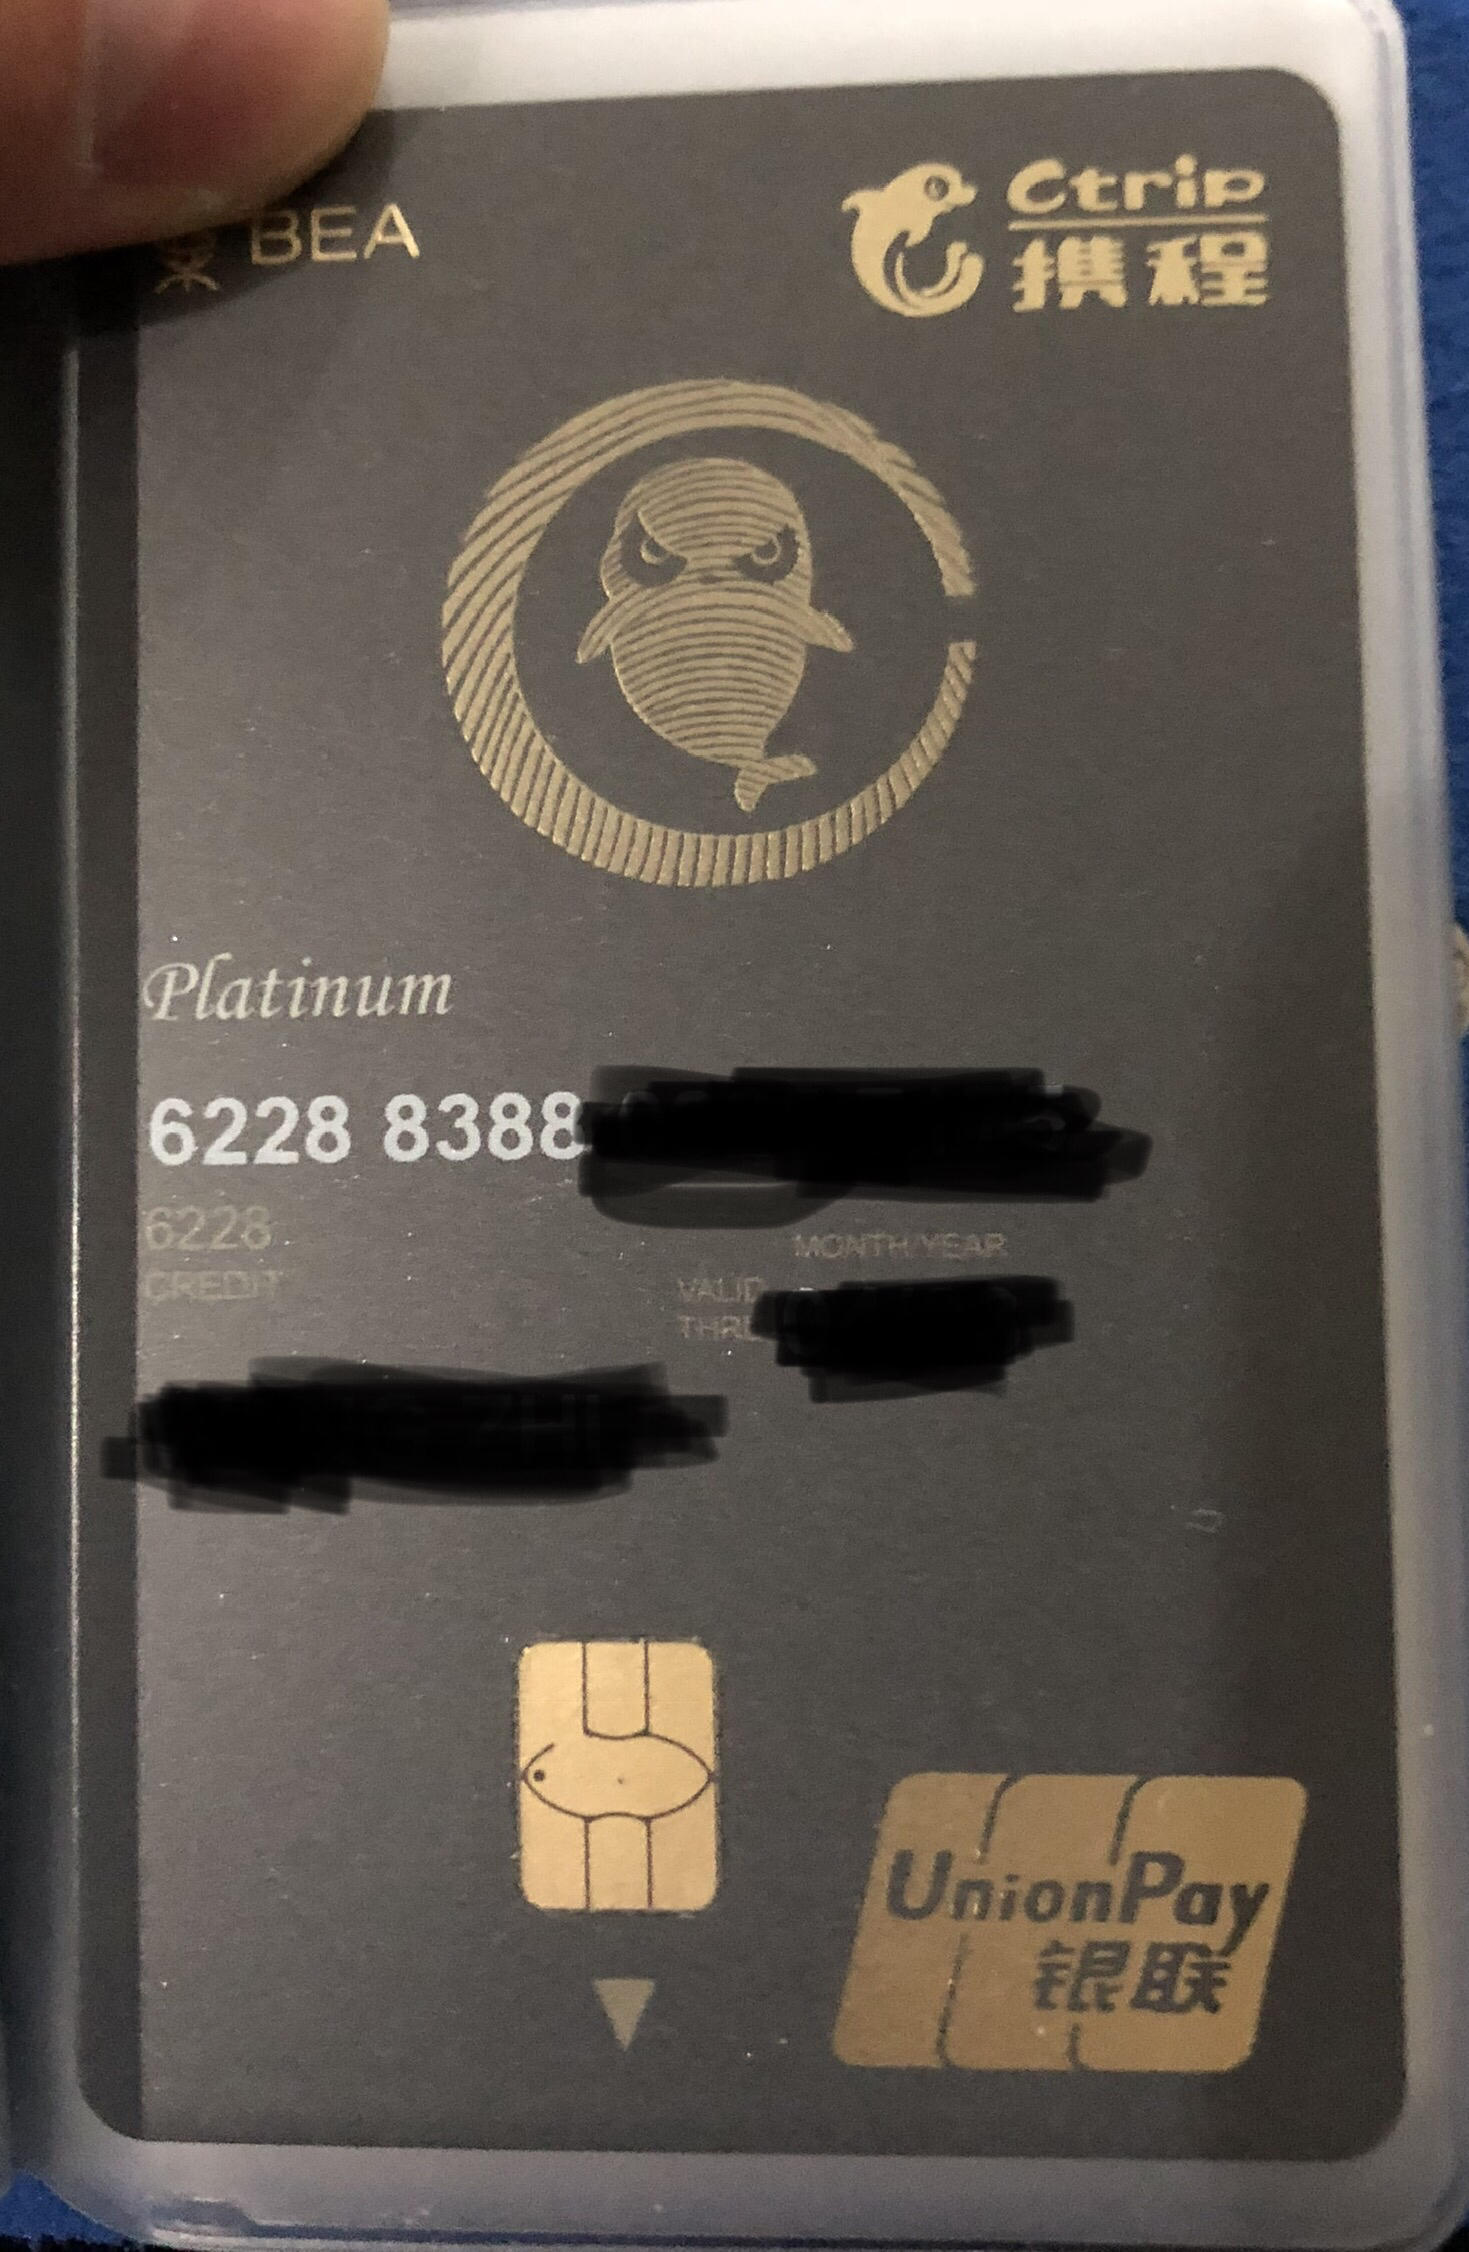 BEA
Ctrip
携程
Platinum
6228 8388
6228
MONTH/YEAR
CREDIT
VALID
UnionPay
银联